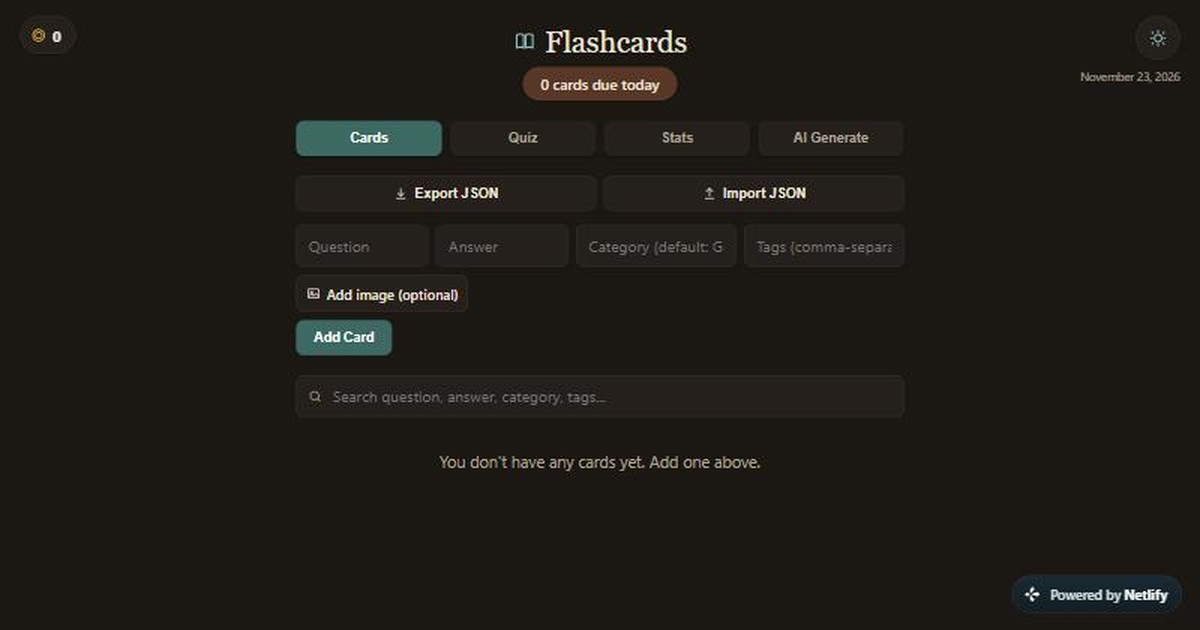 0
Flashcards
0 cards due today
November 23, 2026
Cards
Quiz
Stats
AI Generate
Export JSON
Import JSON
Question
Answer
Category (default: G
Tags (comma-separa
Add image (optional)
Add Card
Search question, answer, category, tags...
You don't have any cards yet. Add one above.
Powered by Netlify